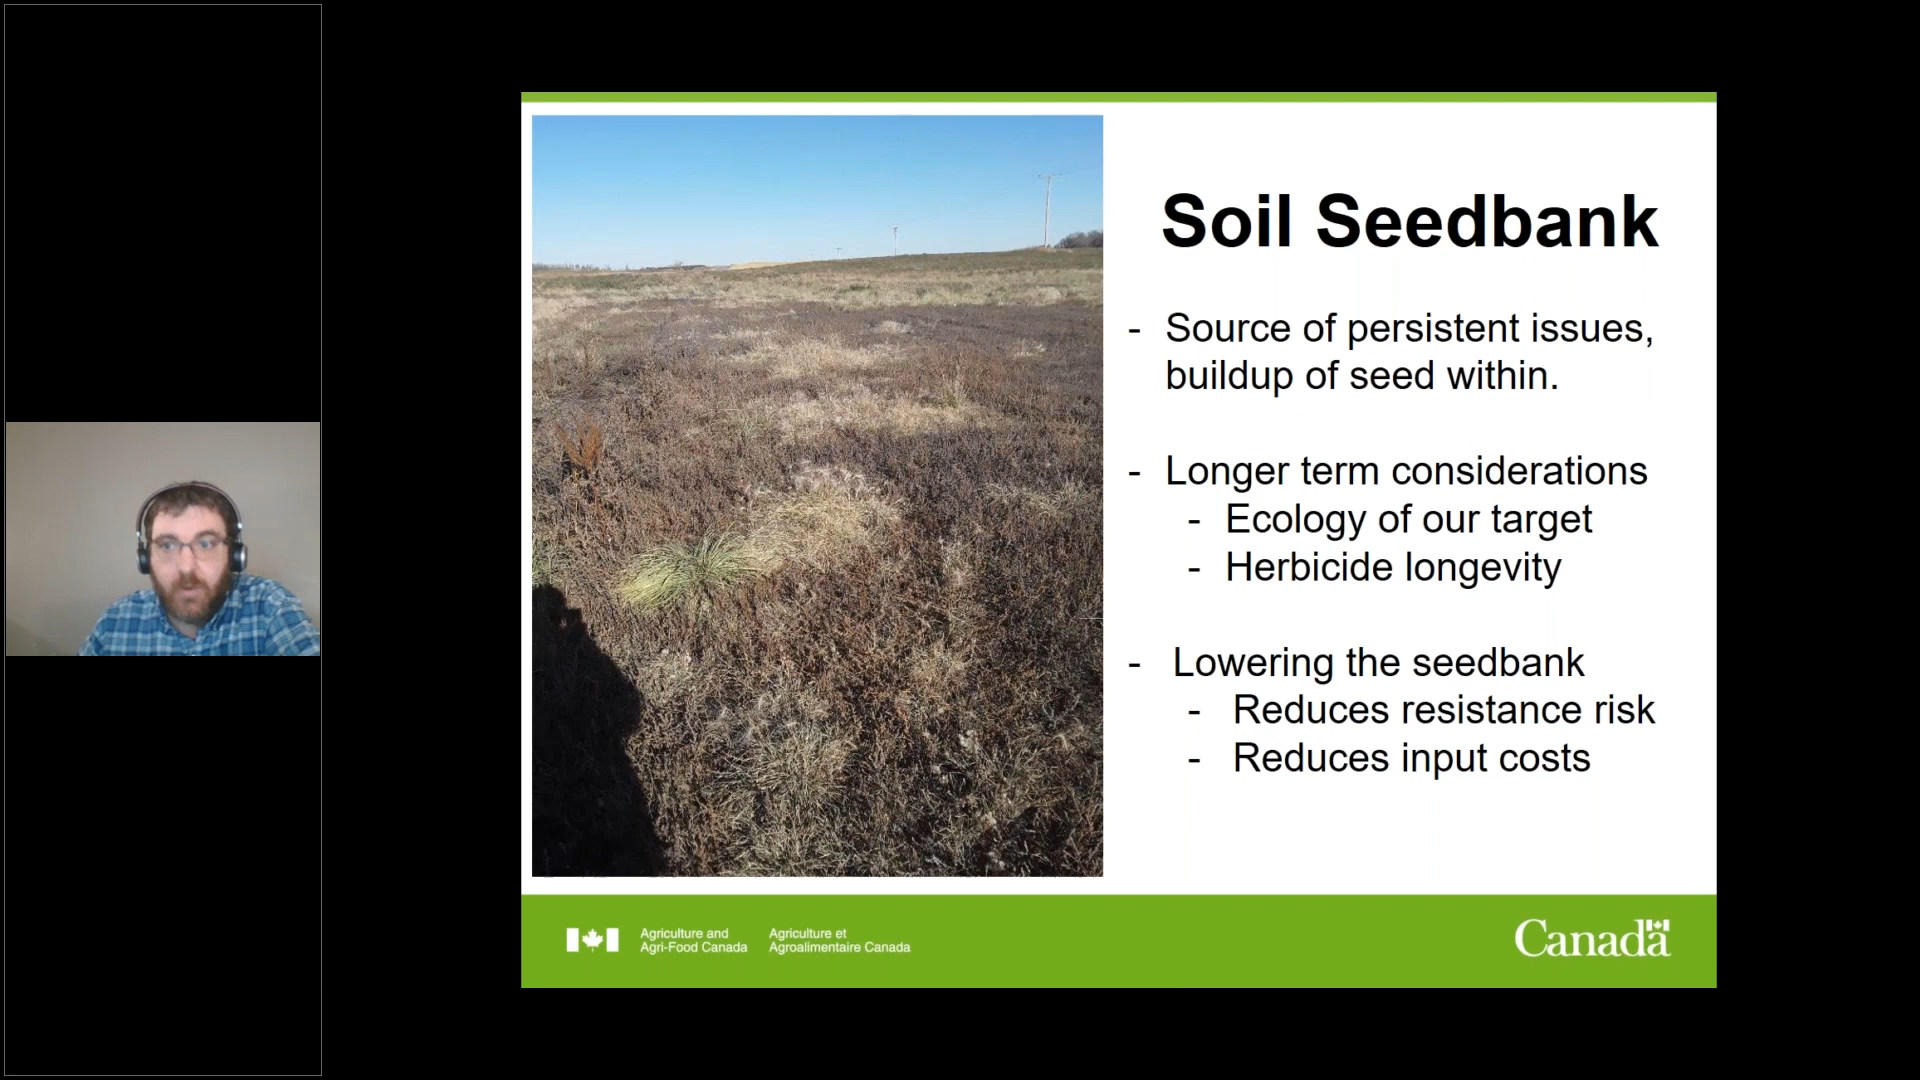 Soil Seedbank
- Source of persistent issues,
buildup of seed within.
- Longer term considerations
- Ecology of our target
- Herbicide longevity
- Lowering the seedbank
- Reduces resistance risk
- Reduces input costs
Agriculture and
Agri-Food Canada
Agriculture et
Agroalimentaire Canada
Canada